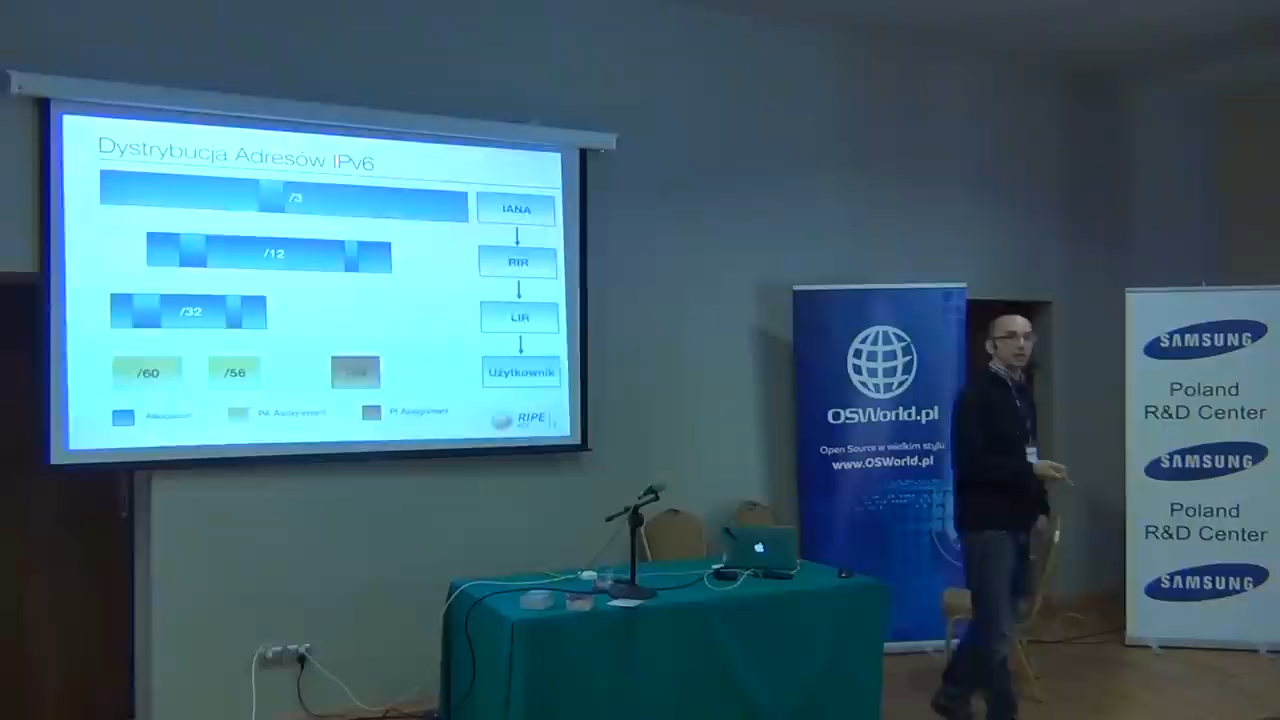 Dystrybucja Adresów IPv6
/3
IANA
/12
RIR
/32
LIR
/60
/56
Użytkownik
PA Assignment
PI Assignment
RIPE
NCC
OSWorld.pl
Open Source w wielkim stylu
www.OSWorld.pl
SAMSUNG
Poland
R&D Center
SAMSUNG
Poland
R&D Center
SAMSUNG